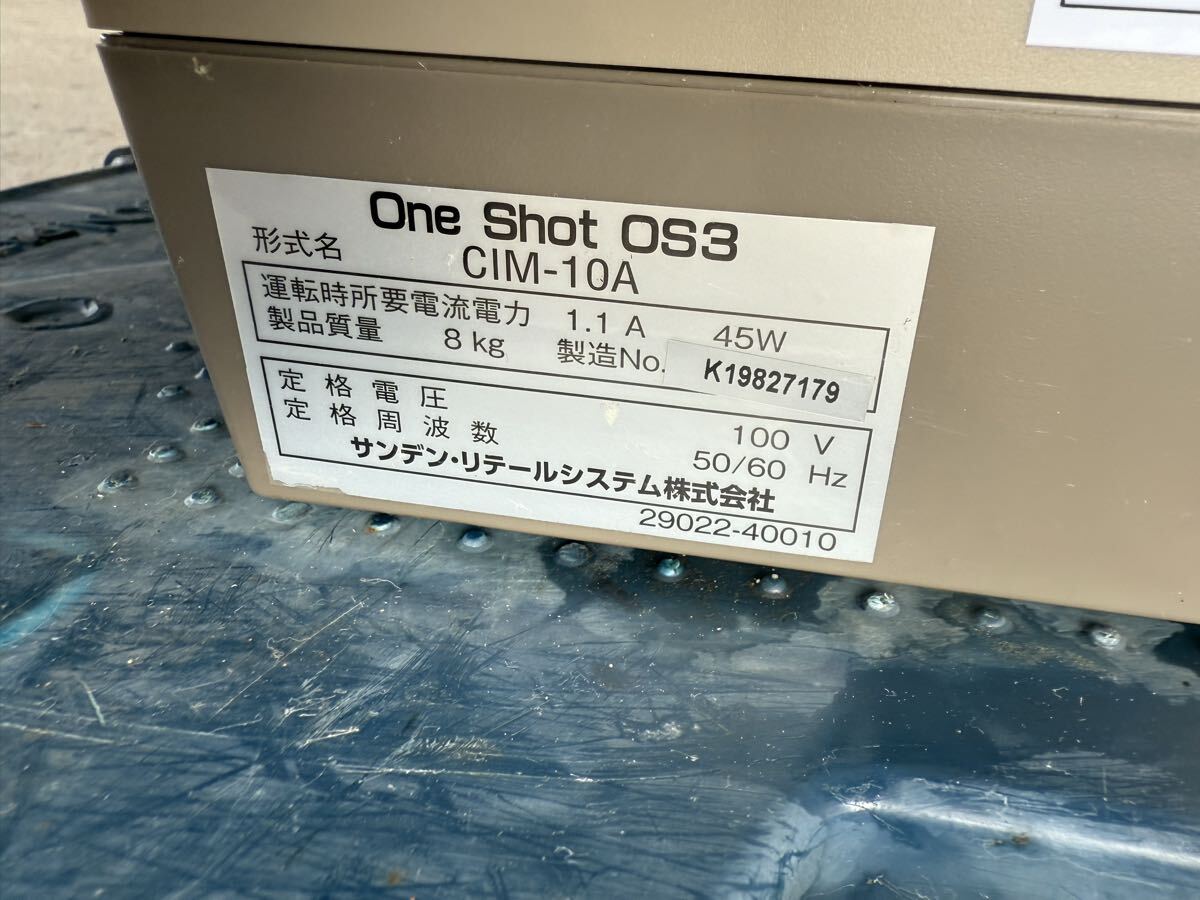 One Shot OS3
形式名 CIM-10A
運転時所要電流電力 1.1 A 45W
製品質量 8 kg 製造No. K19827179
定格電圧 100 V
定格周波数 50/60 Hz
サンデン・リテールシステム株式会社
29022-40010